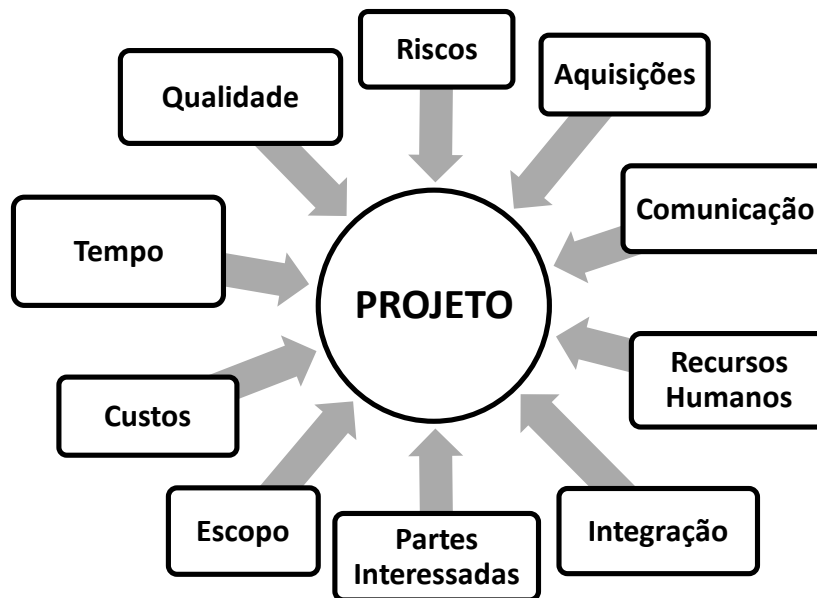 Riscos
Aquisições
Qualidade
Comunicação
Tempo
PROJETO
Recursos
Humanos
Custos
Escopo
Partes
Interessadas
Integração